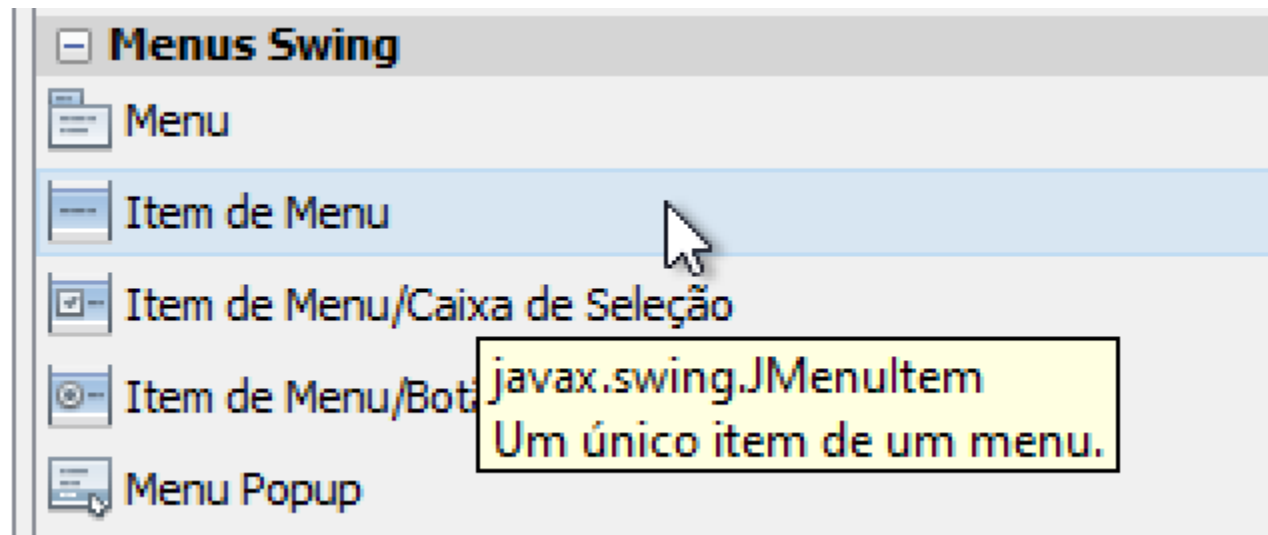 Menus Swing
Menu
Item de Menu
Item de Menu/Caixa de Seleção
Item de Menu/Bot
javax.swing.JMenuItem
Um único item de um menu.
Menu Popup